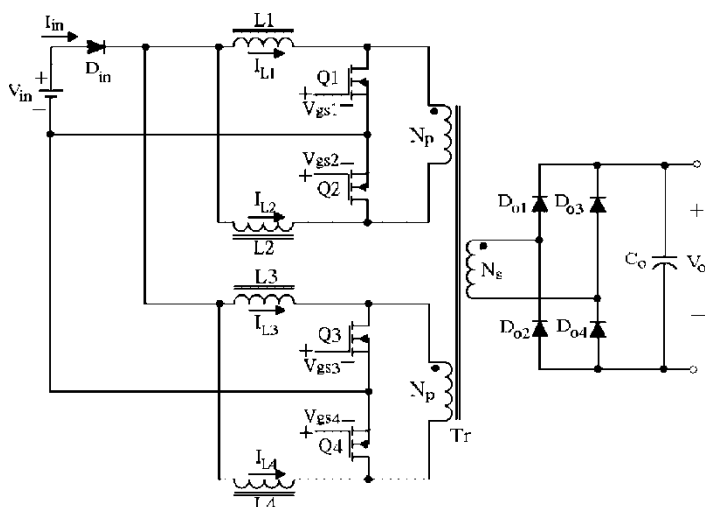 L1
Iin
Din
IL1
Q1
+ Vgs1 −
Vin
+
−
Np
Vgs2 −
+
Q2
IL2
L2
Do1
Do3
+
Ns
Co
Vo
−
L3
IL3
Q3
+ Vgs3 −
Do2
Do4
Np
Vgs4 −
+
Q4
Tr
IL4
L4